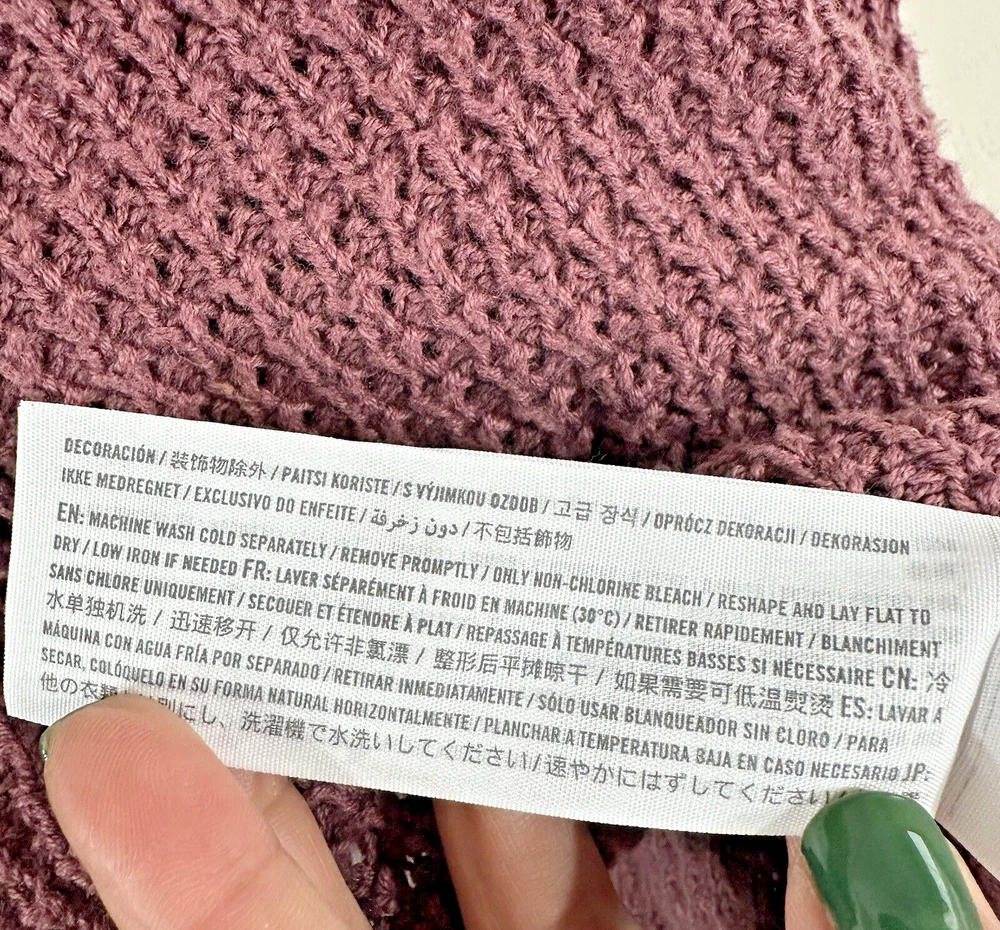 DECORACIÓN / 装饰物除外 / PAITSI KORISTE / S VÝJIMKOU OZDOB / 고급 장식 / OPRÓCZ DEKORACJI / DEKORASJON
IKKE MEDREGNET / EXCLUSIVO DO ENFEITE / دون زخرفة / 不包括飾物
EN: MACHINE WASH COLD SEPARATELY / REMOVE PROMPTLY / ONLY NON-CHLORINE BLEACH / RESHAPE AND LAY FLAT TO
DRY / LOW IRON IF NEEDED FR: LAVER SÉPARÉMENT À FROID EN MACHINE (30°C) / RETIRER RAPIDEMENT / BLANCHIMENT
SANS CHLORE UNIQUEMENT / SECOUER ET ÉTENDRE À PLAT / REPASSAGE À TEMPÉRATURES BASSES SI NÉCESSAIRE CN: 冷
水单独机洗 / 迅速移开 / 仅允许非氯漂 / 整形后平摊晾干 / 如果需要可低温熨烫 ES: LAVAR A
MÁQUINA CON AGUA FRÍA POR SEPARADO / RETIRAR INMEDIATAMENTE / SÓLO USAR BLANQUEADOR SIN CLORO / PARA
SECAR, COLÓQUELO EN SU FORMA NATURAL HORIZONTALMENTE / PLANCHAR A TEMPERATURA BAJA EN CASO NECESARIO JP:
他の衣類 別にし、洗濯機で水洗いしてください / 速やかにはずしてください /